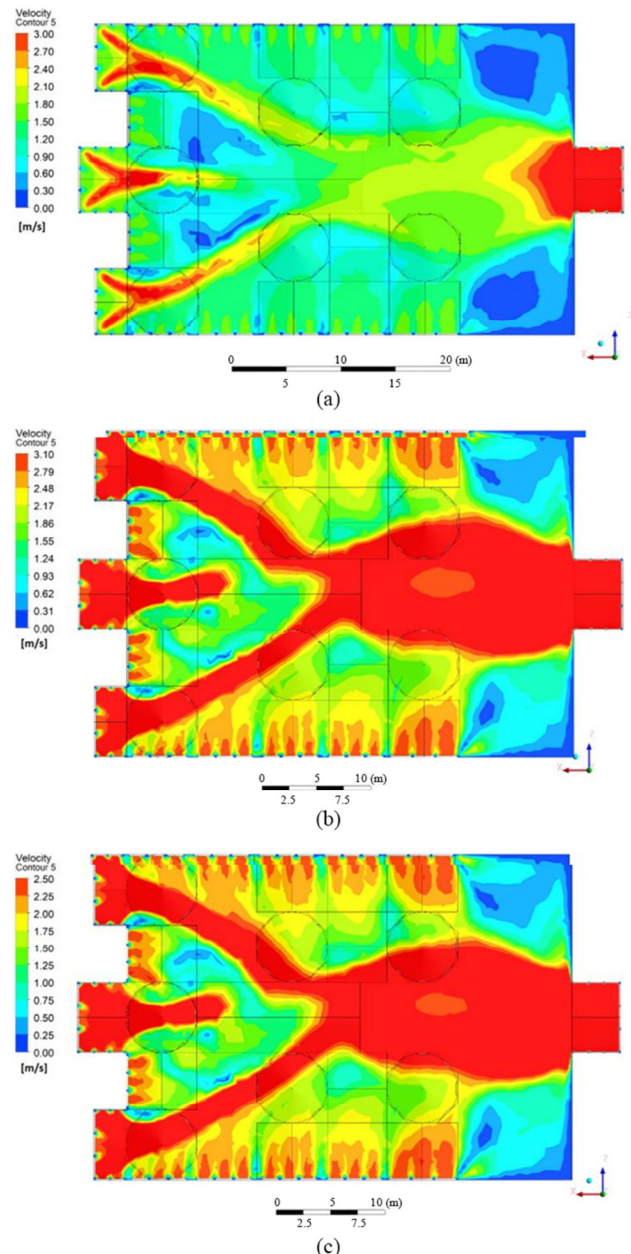 Velocity
Contour 5
3.00
2.70
2.40
2.10
1.80
1.50
1.20
0.90
0.60
0.30
0.00
[m/s]
0 10 20 (m)
5 15
(a)
Velocity
Contour 5
3.10
2.79
2.48
2.17
1.86
1.55
1.24
0.93
0.62
0.31
0.00
[m/s]
Z
X
0 5 10 (m)
2.5 7.5
(b)
Velocity
Contour 5
2.50
2.25
2.00
1.75
1.50
1.25
1.00
0.75
0.50
0.25
0.00
[m/s]
Z
X
0 5 10 (m)
2.5 7.5
(c)